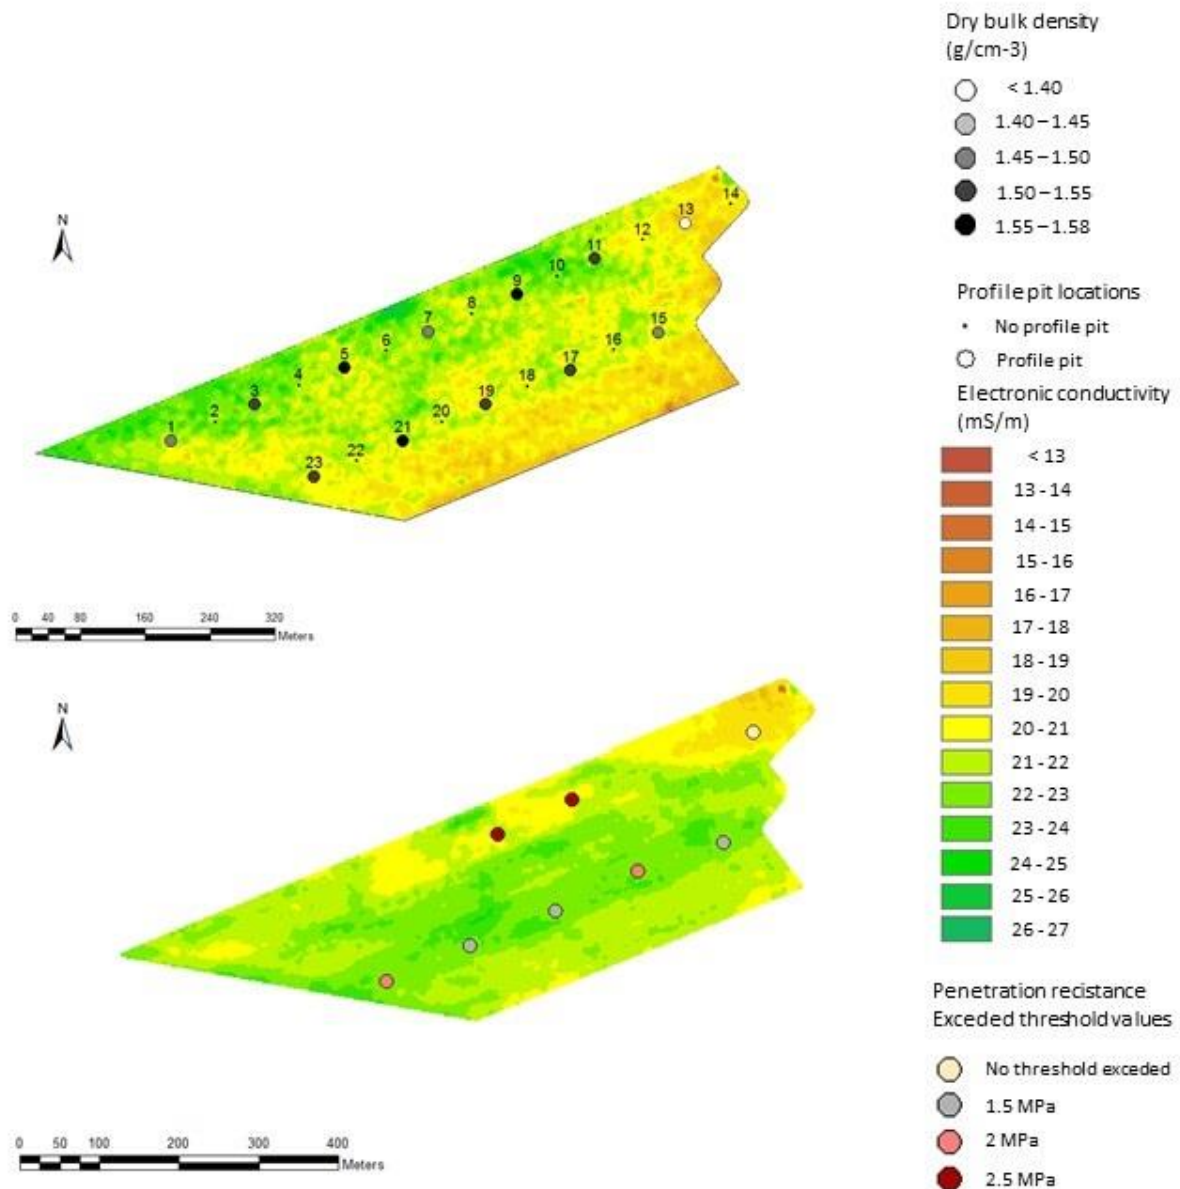 Dry bulk density
(g/cm-3)
< 1.40
1.40 – 1.45
1.45 – 1.50
1.50 – 1.55
1.55 – 1.58
Profile pit locations
No profile pit
Profile pit
Electronic conductivity
(mS/m)
< 13
13 - 14
14 - 15
15 - 16
16 - 17
17 - 18
18 - 19
19 - 20
20 - 21
21 - 22
22 - 23
23 - 24
24 - 25
25 - 26
26 - 27
Penetration recistance
Exceeded threshold values
No threshold exceeded
1.5 MPa
2 MPa
2.5 MPa
N
14
13
12
11
10
9
8
7
6
5
4
3
2
1
15
16
17
18
19
20
21
22
23
0 40 80 160 240 320
Meters
N
0 50 100 200 300 400
Meters